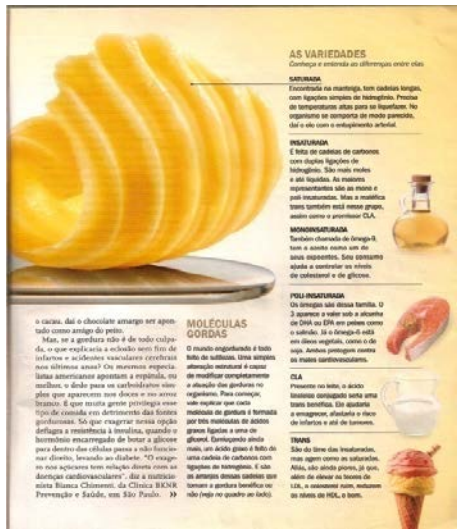 AS VARIEDADES
Conheça e entenda as diferenças entre elas
SATURADA
Encontrada na manteiga, tem cadeias longas,
com ligações simples de hidrogênio. Precisa
de temperaturas altas para se liquefazer. No
organismo se comporta de modo parecido,
daí o elo com o entupimento arterial.
INSATURADA
É feita de cadeias de carbonos
com duplas ligações de
hidrogênio. São mais moles
e até líquidas. As maiores
representantes são as mono e
poli-insaturadas. Mas a maléfica
trans também está nesse grupo,
assim como o promissor CLA.
MONOINSATURADA
Também chamada de ômega-9,
tem o azeite como um de
seus expoentes. Seu consumo
ajuda a controlar os níveis
de colesterol e de glicose.
POLI-INSATURADA
Os ômegas são dessa família. O
3 aparece e valer sob a alcunha
de DHA ou EPA em peixes como
o salmão. Já o ômega-6 está
em óleos vegetais, como o de
soja. Ambos protegem contra
os males cardiovasculares.
CLA
Presente no leite, o ácido
linoleico conjugado seria uma
trans benéfica. Ele ajudaria
a emagrecer, afastaria o risco
de infartos e até de tumores.
TRANS
São do time das insaturadas,
mas agem como as saturadas.
Aliás, são ainda piores, já que,
além de elevar as taxas de
LDL, o colesterol ruim, reduzem
os níveis de HDL, o bom.
o cacau, daí o chocolate amargo ser apon-
tado como amigo do peito.
Mas, se a gordura não é de todo culpa-
da, o que explicaria a eclosão sem fim de
infartos e acidentes vasculares cerebrais
nos últimos anos? Os mesmos especia-
listas americanos apontam a repúdio, ou
melhor, o dedo para os carboidratos sim-
ples que aparecem nos doces e no arroz
branco. É que muita gente privilegia esse
tipo de comida em detrimento das fontes
gordurosas. Só que exagerar nessa opção
deflagra a resistência à insulina, quando o
hormônio encarregado de botar a glicose
para dentro das células passa a não funcio-
nar direito, levando ao diabete. "O exage-
ro nos açúcares tem relação direta com as
doenças cardiovasculares", diz a nutricio-
nista Bianca Chimenti, da Clínica BKNR
Prevenção e Saúde, em São Paulo. »
MOLÉCULAS
GORDAS
O mundo engordurado é todo
feito de sutilezas. Uma simples
alteração estrutural é capaz
de modificar completamente
a atuação das gorduras no
organismo. Para começar,
vale explicar que cada
molécula de gordura é formada
por três moléculas de ácidos
graxos ligadas a uma de
glicerol. Esmiuçando ainda
mais, um ácido graxo é feito de
uma cadeia de carbonos com
ligações de hidrogênio. E são
os arranjos dessas cadeias que
tornam a gordura benéfica ou
não (veja no quadro ao lado).